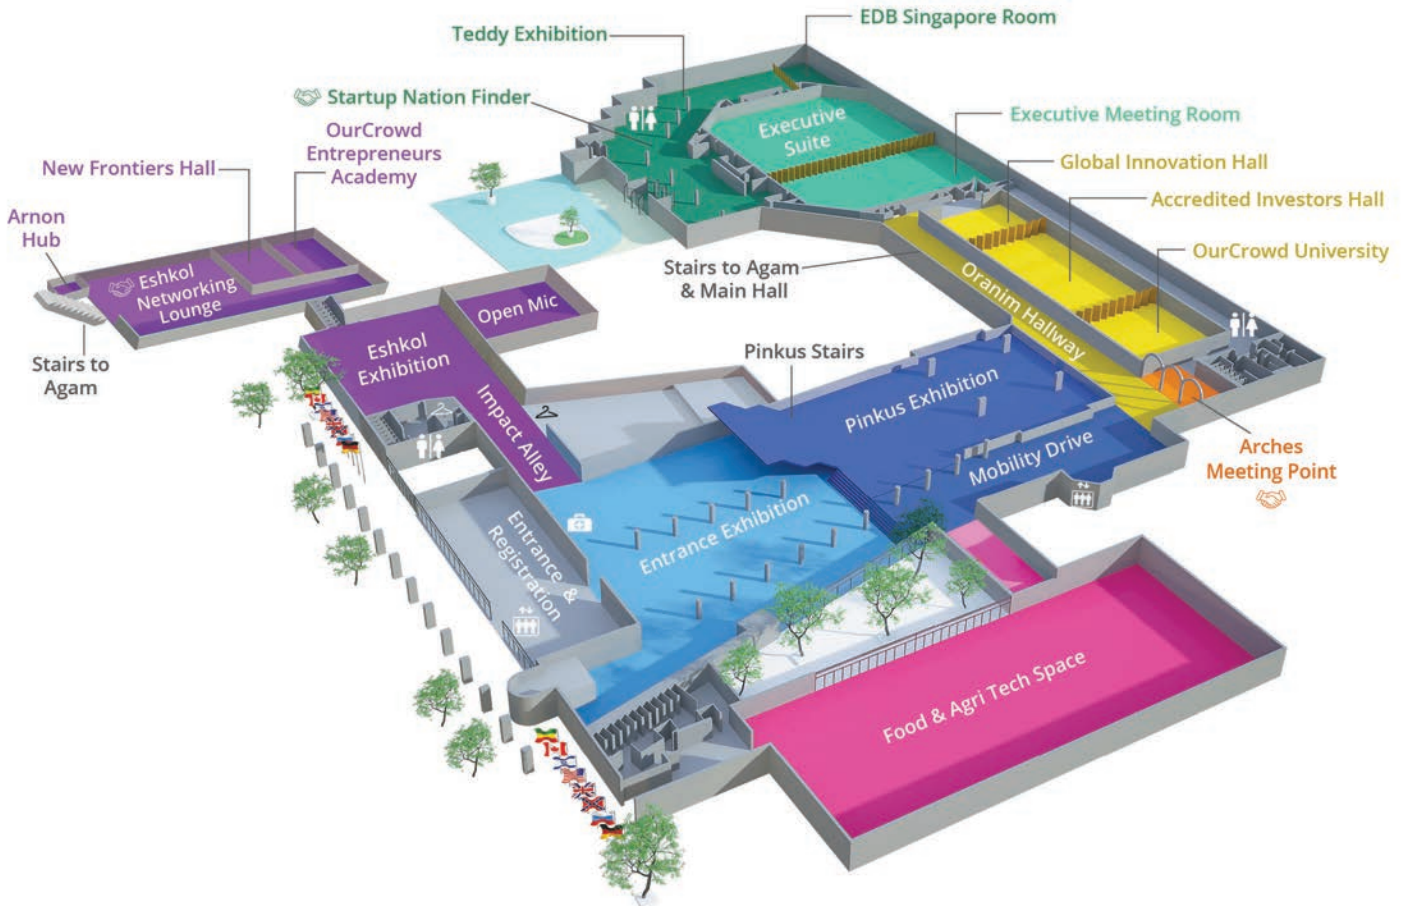 EDB Singapore Room
Teddy Exhibition
Startup Nation Finder
Executive
Suite
Executive Meeting Room
OurCrowd
Entrepreneurs
Academy
New Frontiers Hall
Global Innovation Hall
Accredited Investors Hall
Arnon
Hub
OurCrowd University
Eshkol
Networking
Lounge
Stairs to Agam
& Main Hall
Oranim Hallway
Open Mic
Stairs to
Agam
Eshkol
Exhibition
Pinkus Stairs
Impact Alley
Pinkus Exhibition
Mobility Drive
Arches
Meeting Point
Entrance &
Registration
Entrance Exhibition
Food & Agri Tech Space